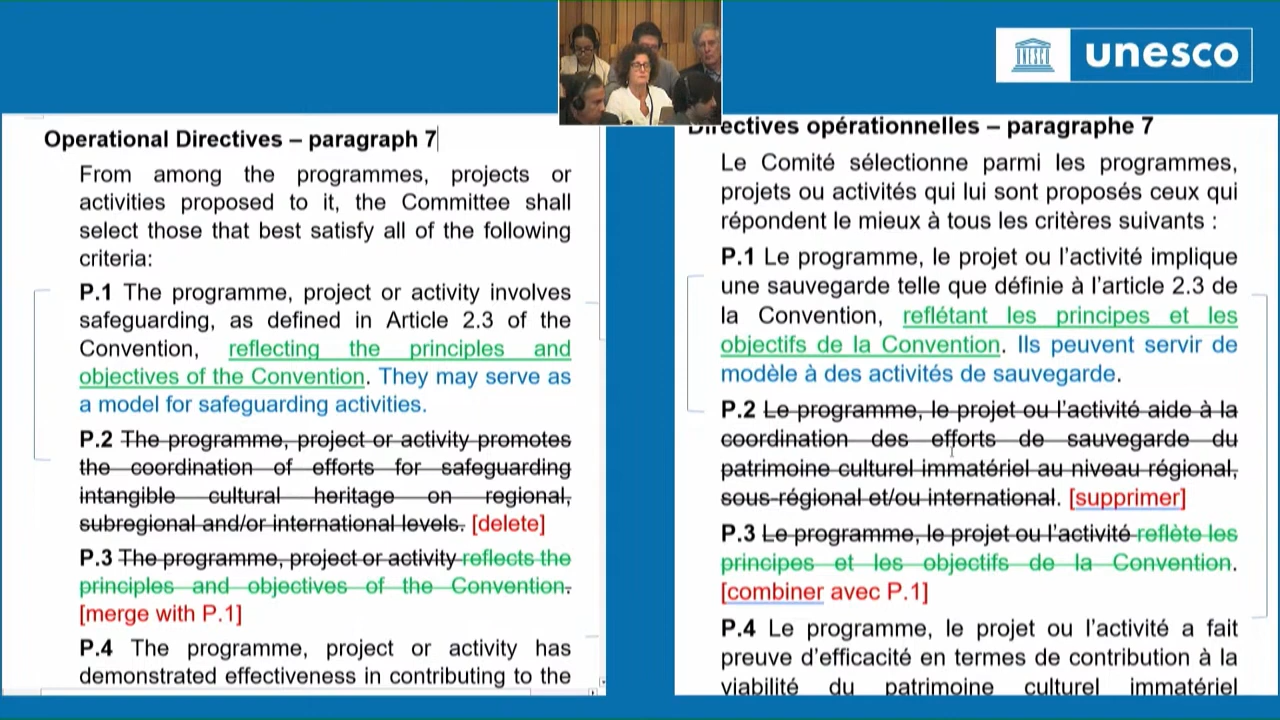 unesco
Operational Directives – paragraph 7
From among the programmes, projects or
activities proposed to it, the Committee shall
select those that best satisfy all of the following
criteria:
P.1 The programme, project or activity involves
safeguarding, as defined in Article 2.3 of the
Convention, reflecting the principles and
objectives of the Convention. They may serve as
a model for safeguarding activities.
P.2 The programme, project or activity promotes
the coordination of efforts for safeguarding
intangible cultural heritage on regional,
subregional and/or international levels. [delete]
P.3 The programme, project or activity reflects the
principles and objectives of the Convention.
[merge with P.1]
P.4 The programme, project or activity has
demonstrated effectiveness in contributing to the
Directives opérationnelles – paragraphe 7
Le Comité sélectionne parmi les programmes,
projets ou activités qui lui sont proposés ceux qui
répondent le mieux à tous les critères suivants :
P.1 Le programme, le projet ou l’activité implique
une sauvegarde telle que définie à l’article 2.3 de
la Convention, reflétant les principes et les
objectifs de la Convention. Ils peuvent servir de
modèle à des activités de sauvegarde.
P.2 Le programme, le projet ou l’activité aide à la
coordination des efforts de sauvegarde du
patrimoine culturel immatériel au niveau régional,
sous-régional et/ou international. [supprimer]
P.3 Le programme, le projet ou l’activité reflète les
principes et les objectifs de la Convention.
[combiner avec P.1]
P.4 Le programme, le projet ou l’activité a fait
preuve d’efficacité en termes de contribution à la
viabilité du patrimoine culturel immatériel